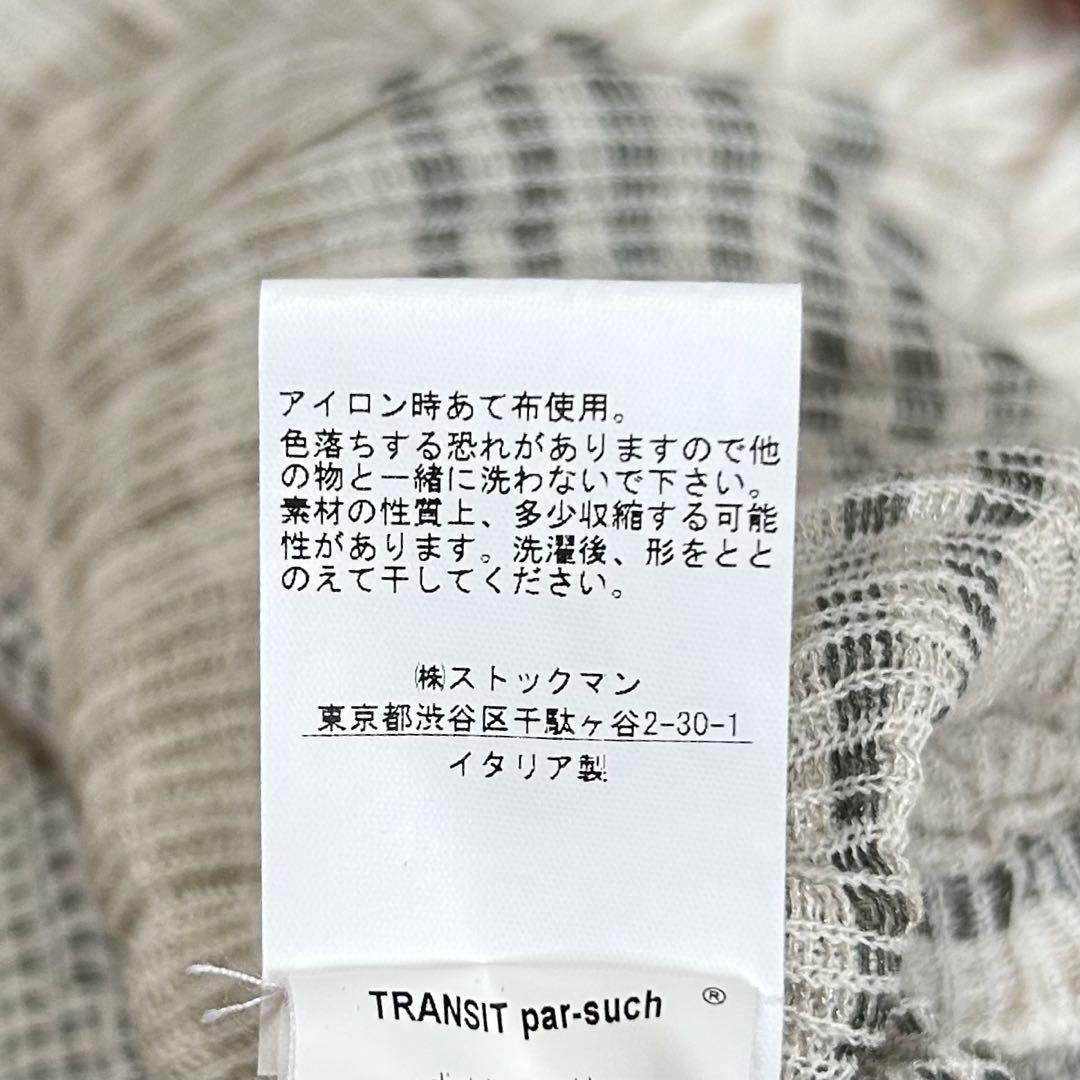 アイロン時あて布使用。
色落ちする恐れがありますので他
の物と一緒に洗わないで下さい。
素材の性質上、多少収縮する可能
性があります。洗濯後、形をとと
のえて干してください。
㈱ストックマン
東京都渋谷区千駄ヶ谷2-30-1
イタリア製
TRANSIT par-such ®